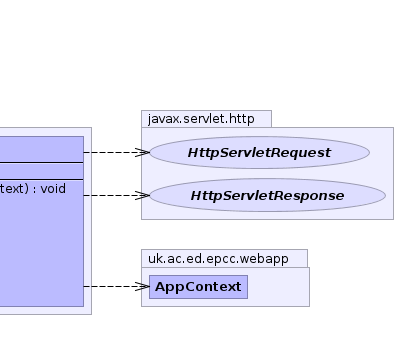 javax.servlet.http
HttpServletRequest
text) : void
HttpServletResponse
uk.ac.ed.epcc.webapp
AppContext